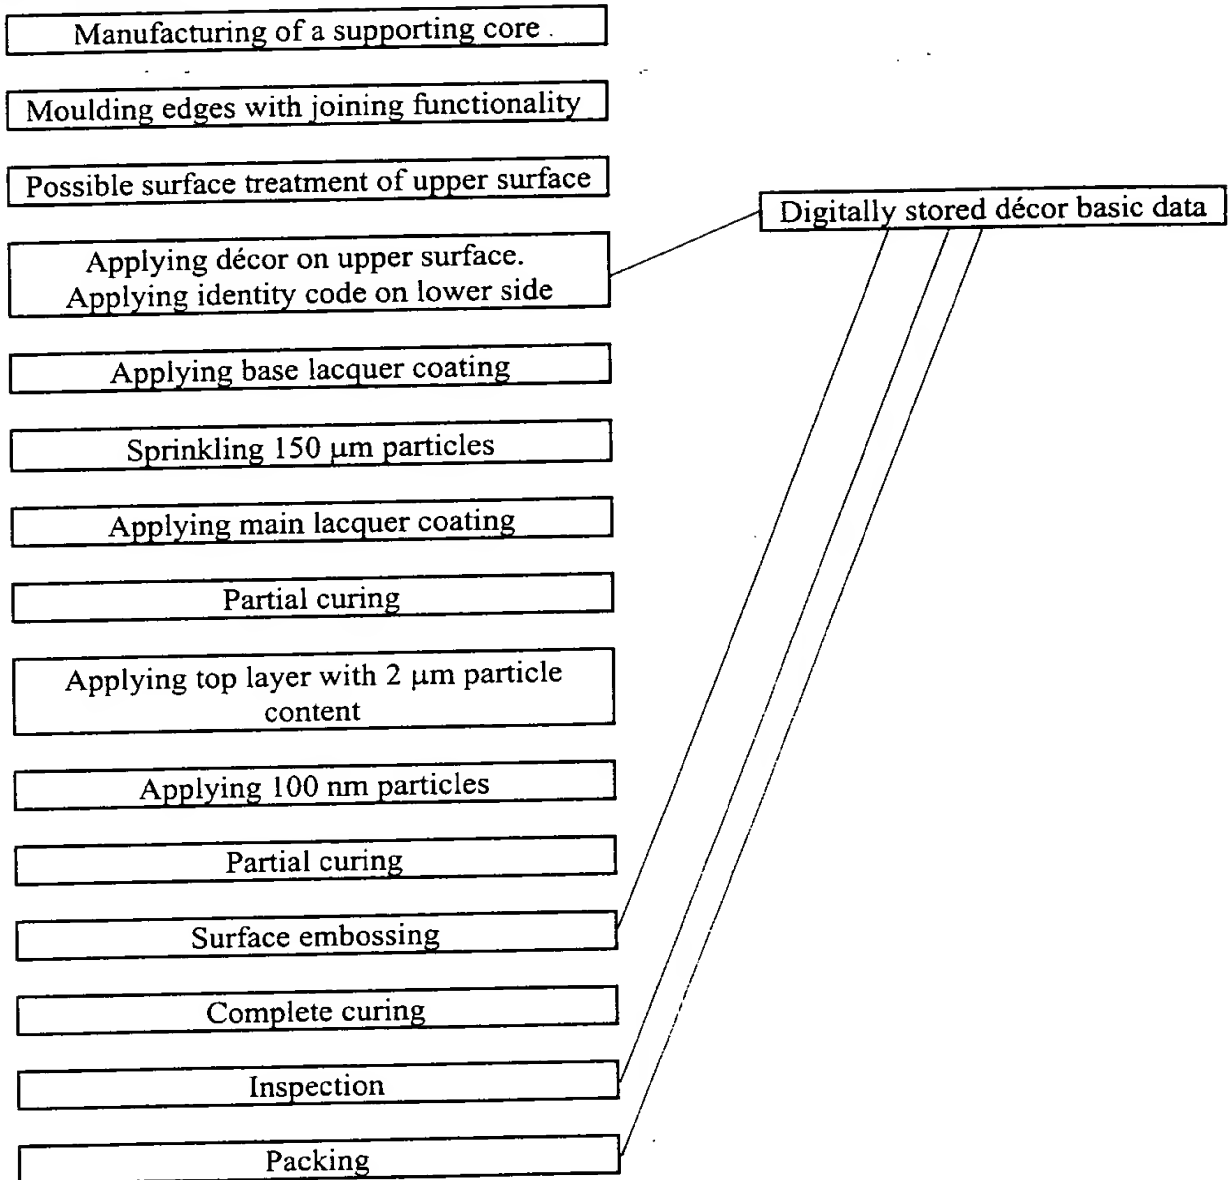 Manufacturing of a supporting core
Moulding edges with joining functionality
Possible surface treatment of upper surface
Digitally stored décor basic data
Applying décor on upper surface.
Applying identity code on lower side
Applying base lacquer coating
Sprinkling 150 µm particles
Applying main lacquer coating
Partial curing
Applying top layer with 2 µm particle
content
Applying 100 nm particles
Partial curing
Surface embossing
Complete curing
Inspection
Packing